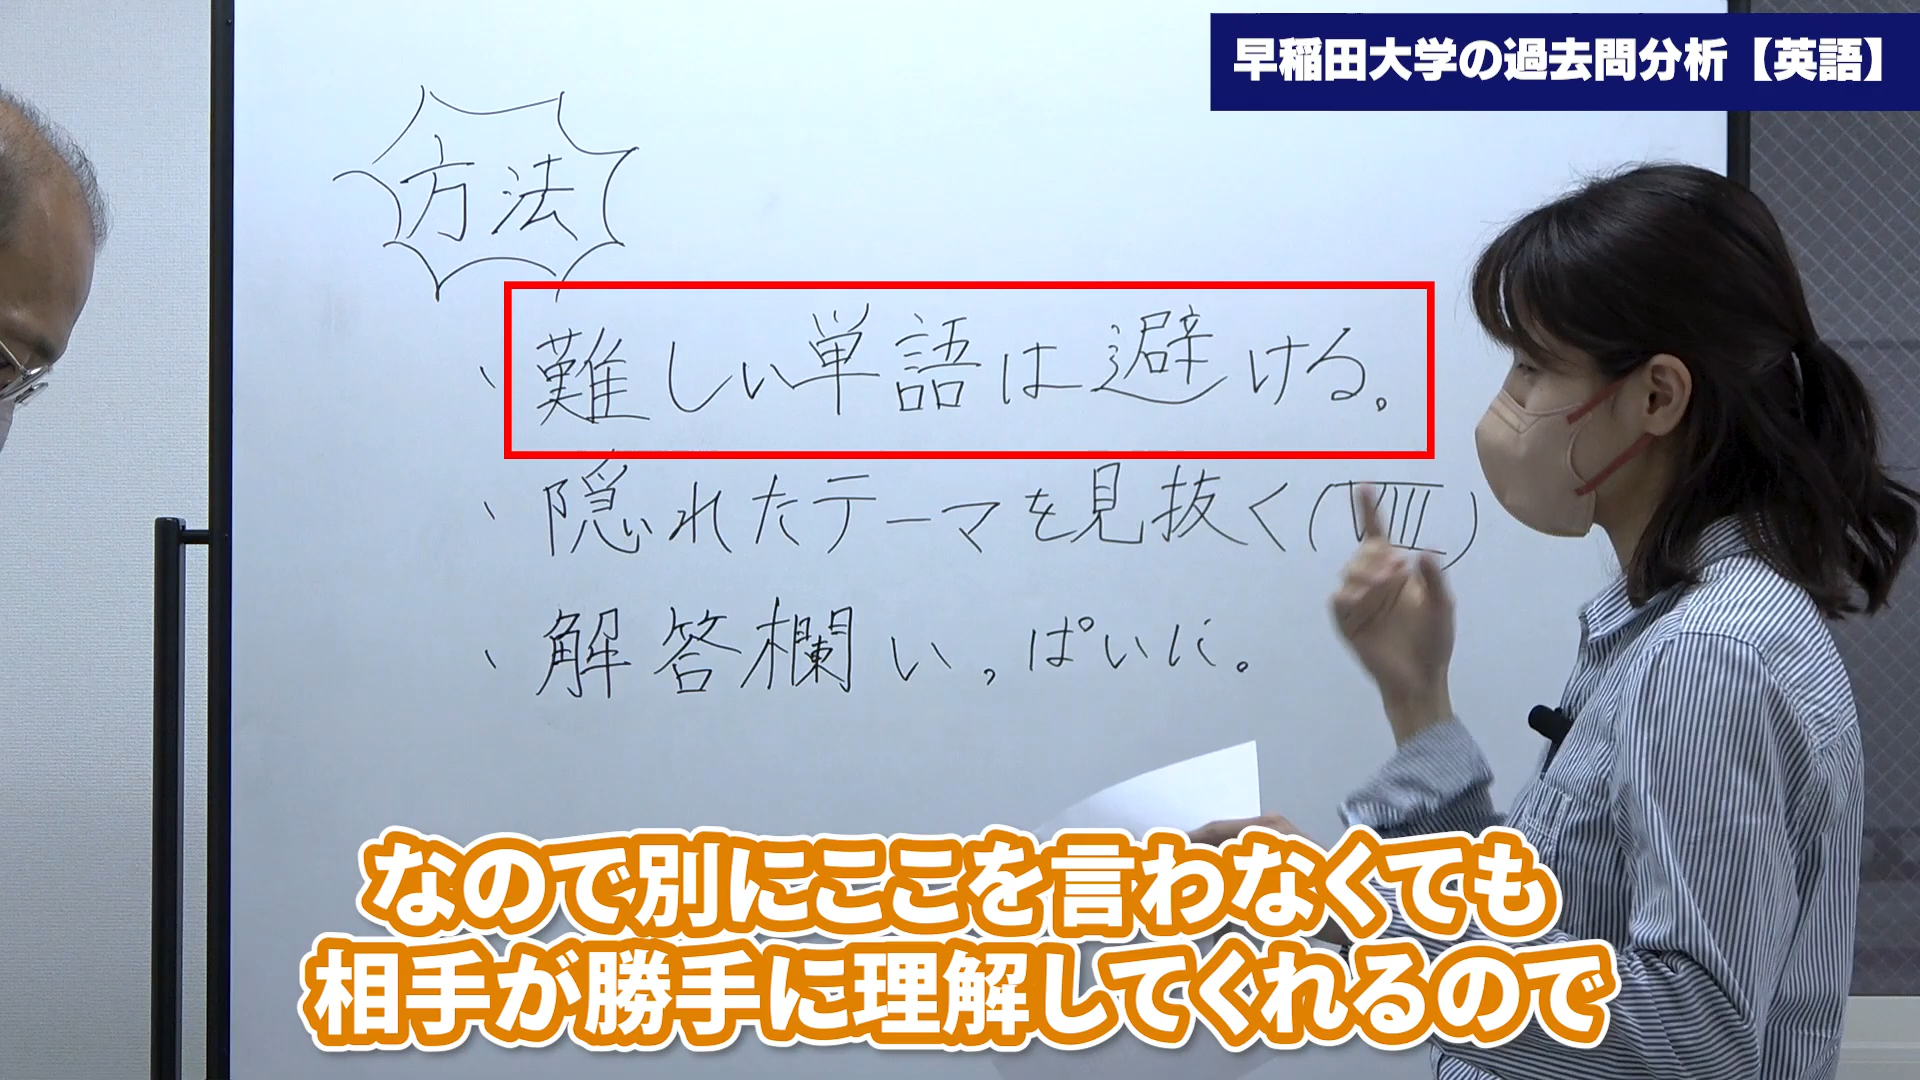 早稲田大学の過去問分析【英語】
方法
・難しい単語は避ける。
・隠れたテーマを見抜く(VIII)
・解答欄いっぱいに。
なので別にここを言わなくても
相手が勝手に理解してくれるので